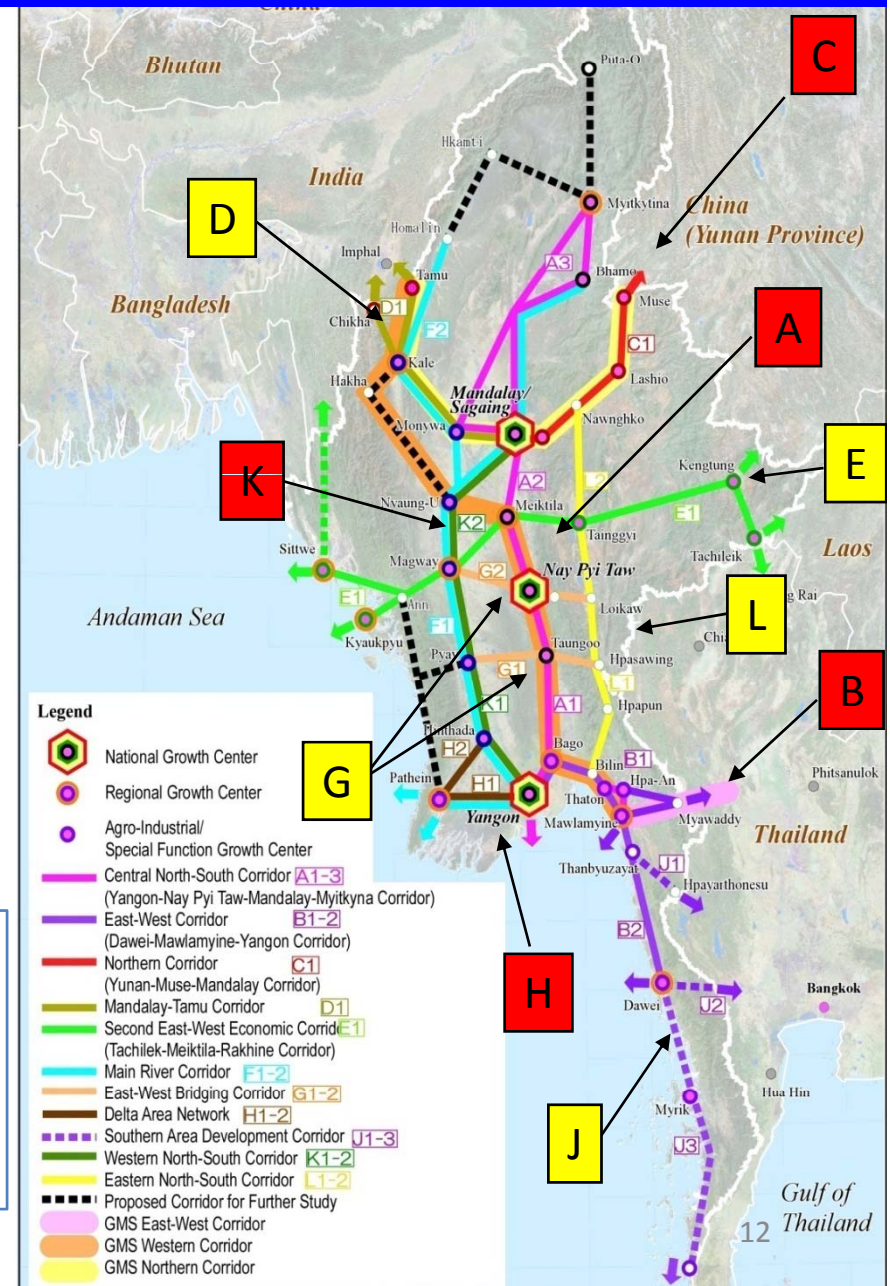 China
Bhutan
Puta-O
C
Hkamti
India
D
Myitkytina
China
(Yunan Province)
Homalin
Imphal
Tamu
A3
Bhamo
Bangladesh
D1
Chikha
F2
Muse
A
C1
Kale
Hakha
Lashio
Mandalay/
Sagaing
Monywa
Nawnghko
K
A2
Kengtung
E
L2
Nyaung-U
Meiktila
E1
K2
Tainggyi
Sittwe
Tachileik
Laos
Magway
Nay Pyi Taw
G2
Rai
E1
Ann
Loikaw
L
Andaman Sea
Chia
Kyaukpyu
F1
Taungoo
Pyay
Hpasawing
G1
B
L1
K1
A1
Hpapun
Legend
National Growth Center
G
Hinthada
Bago
H2
Bilin
B1
Phitsanulok
Pathein
H1
Hpa-An
Regional Growth Center
Thaton
Yangon
Mawlamyine
Myawaddy
Thailand
Agro-Industrial/
Special Function Growth Center
Thanbyuzayat
J1
Hpayarthonesu
Central North-South Corridor A1-3
(Yangon-Nay Pyi Taw-Mandalay-Myitkyna Corridor)
East-West Corridor B1-2
(Dawei-Mawlamyine-Yangon Corridor)
B2
Northern Corridor C1
(Yunan-Muse-Mandalay Corridor)
H
Dawei
J2
Bangkok
Mandalay-Tamu Corridor D1
Second East-West Economic Corride E1
(Tachilek-Meiktila-Rakhine Corridor)
Main River Corridor F1-2
East-West Bridging Corridor G1-2
Hua Hin
Delta Area Network H1-2
Myrik
Southern Area Development Corridor J1-3
J
Western North-South Corridor K1-2
J3
Eastern North-South Corridor L1-2
Proposed Corridor for Further Study
Gulf of
Thailand
GMS East-West Corridor
12
GMS Western Corridor
GMS Northern Corridor